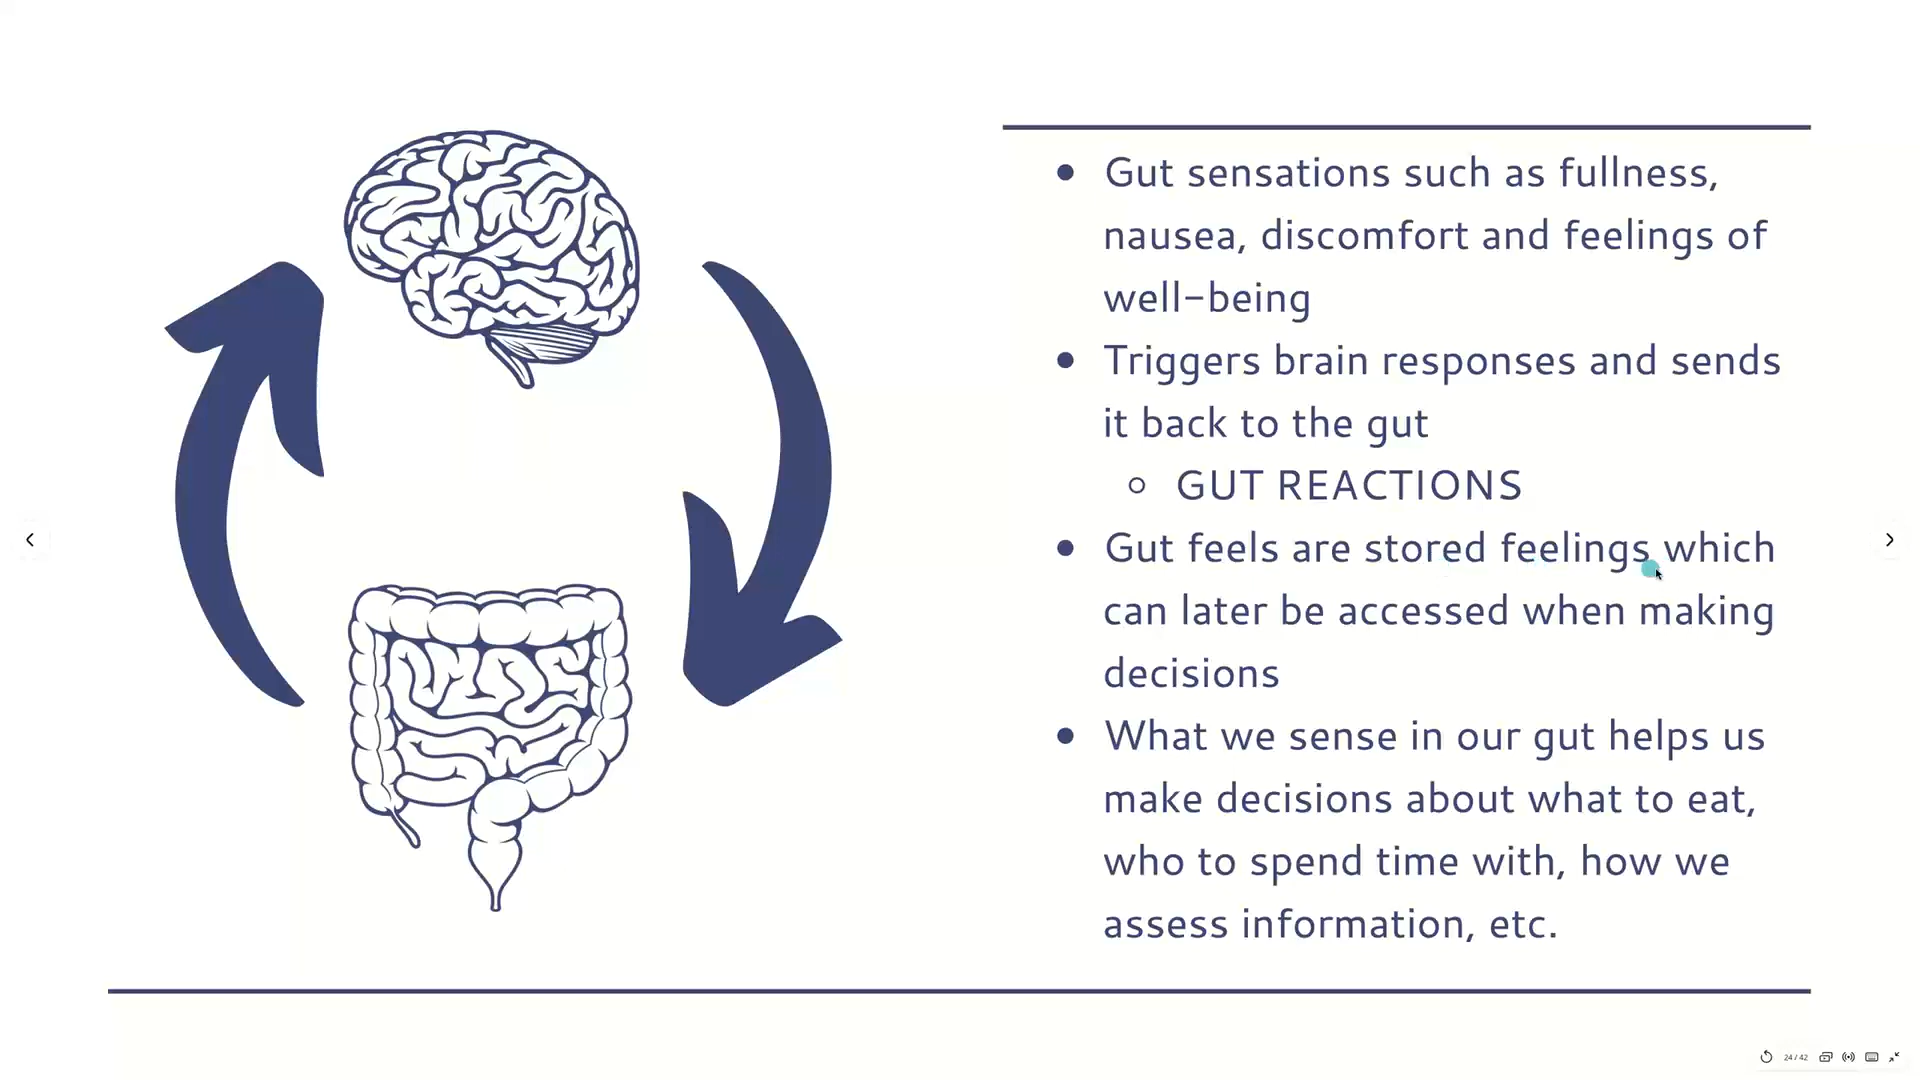 • Gut sensations such as fullness,
nausea, discomfort and feelings of
well-being
• Triggers brain responses and sends
it back to the gut
○ GUT REACTIONS
• Gut feels are stored feelings which
can later be accessed when making
decisions
• What we sense in our gut helps us
make decisions about what to eat,
who to spend time with, how we
assess information, etc.
24 / 42